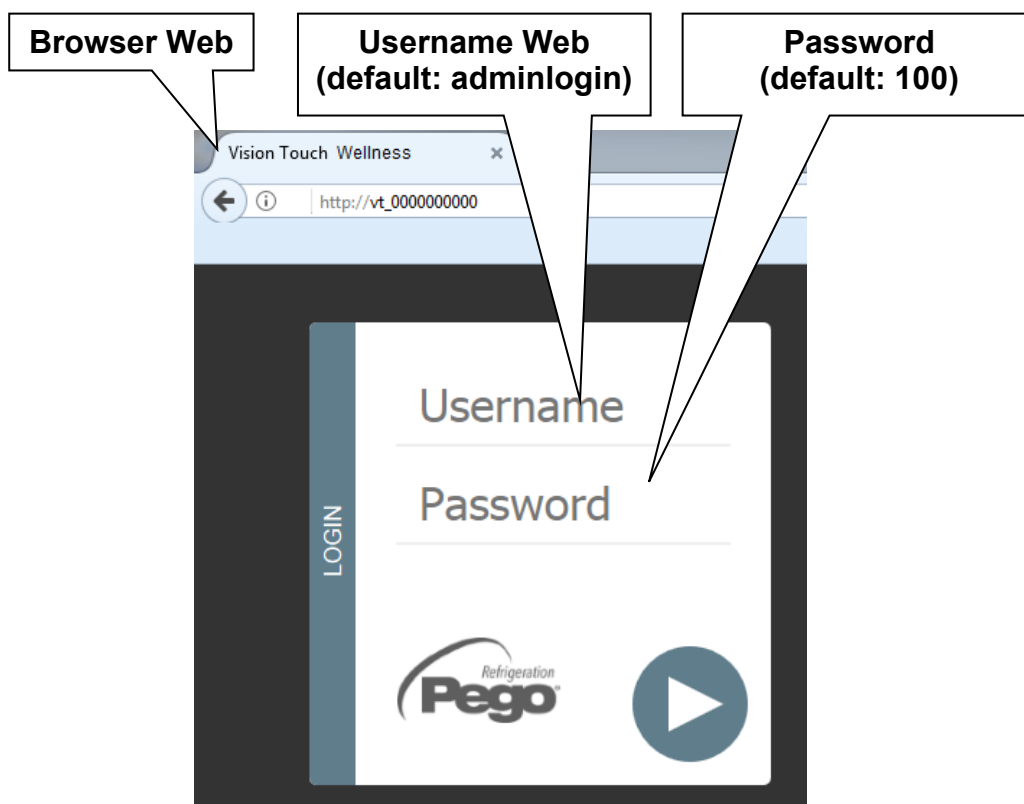 Browser Web
Username Web
(default: adminlogin)
Password
(default: 100)
Vision Touch Wellness
http://vt_0000000000
Username
Password
LOGIN
Refrigeration
Pego